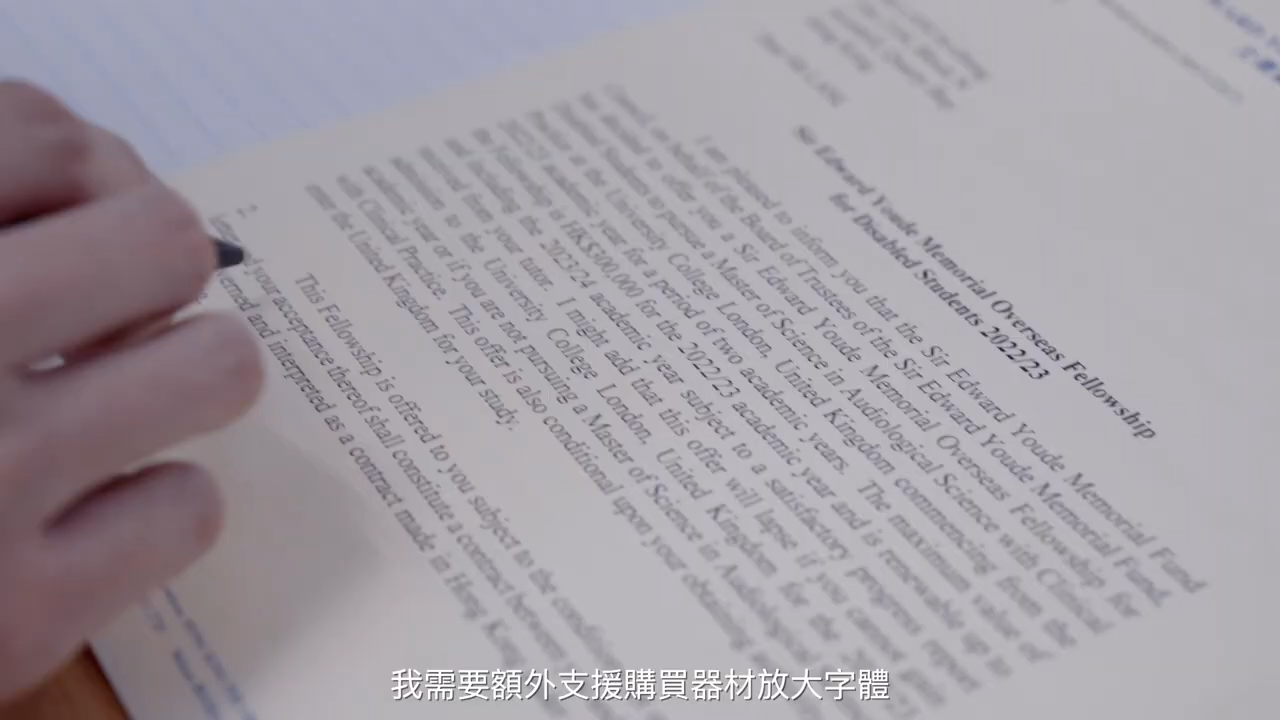 Sir Edward Youde Memorial Overseas Fellowship
for Disabled Students 2022/23
I am pleased to inform you that the Sir Edward Youde Memorial Fund
Council, on behalf of the Board of Trustees of the Sir Edward Youde Memorial Fund,
has decided to offer you a Sir Edward Youde Memorial Overseas Fellowship for
Disabled Students to pursue a Master of Science in Audiological Science with Clinical
Practice at the University College London, United Kingdom commencing from the
2022/23 academic year for a period of two academic years. The maximum value of
the Fellowship is HK$300,000 for the 2022/23 academic year and is renewable up to
and including the 2023/24 academic year subject to a satisfactory progress report
received from your tutor. I might add that this offer will lapse if you cannot
admission to the University College London, United Kingdom for the
academic year or if you are not pursuing a Master of Science in Audiological
with Clinical Practice. This offer is also conditional upon your obtaining
enter the United Kingdom for your study.
This Fellowship is offered to you subject to the conditions
your acceptance thereof shall constitute a contract between
and interpreted as a contract made in Hong Kong
我需要額外支援購買器材放大字體